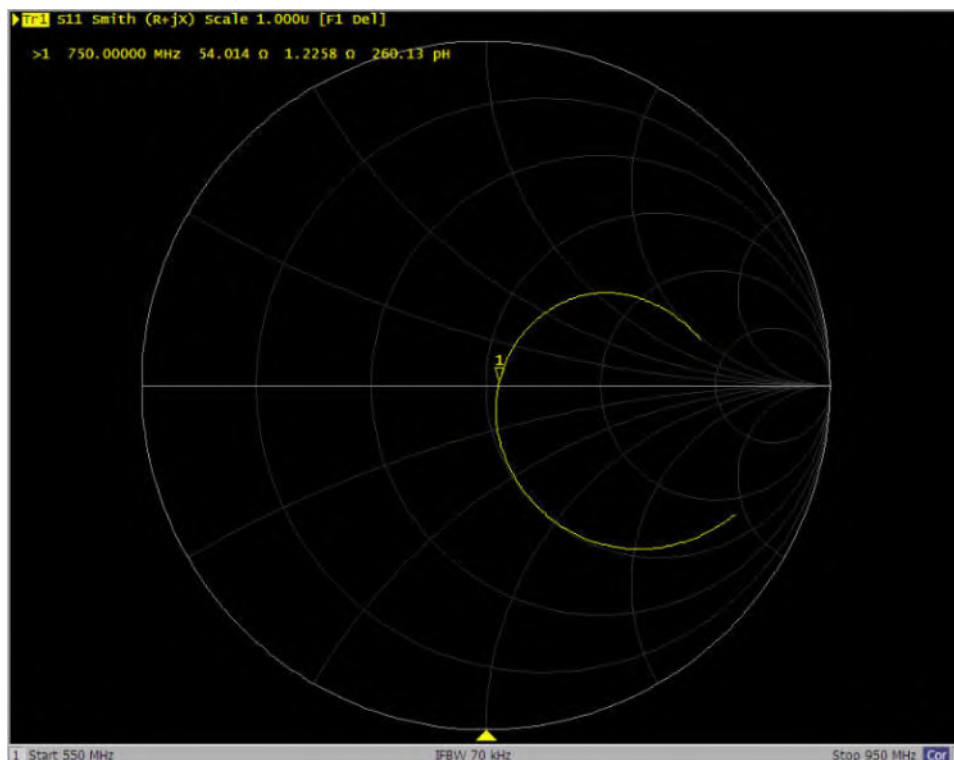 Tr1 S11 Smith (R+jX) Scale 1.000U [F1 Del]
>1 750.00000 MHz 54.014 Ω 1.2258 Ω 260.13 pH
1
1 Start 550 MHz IFBW 70 kHz Stop 950 MHz Cor